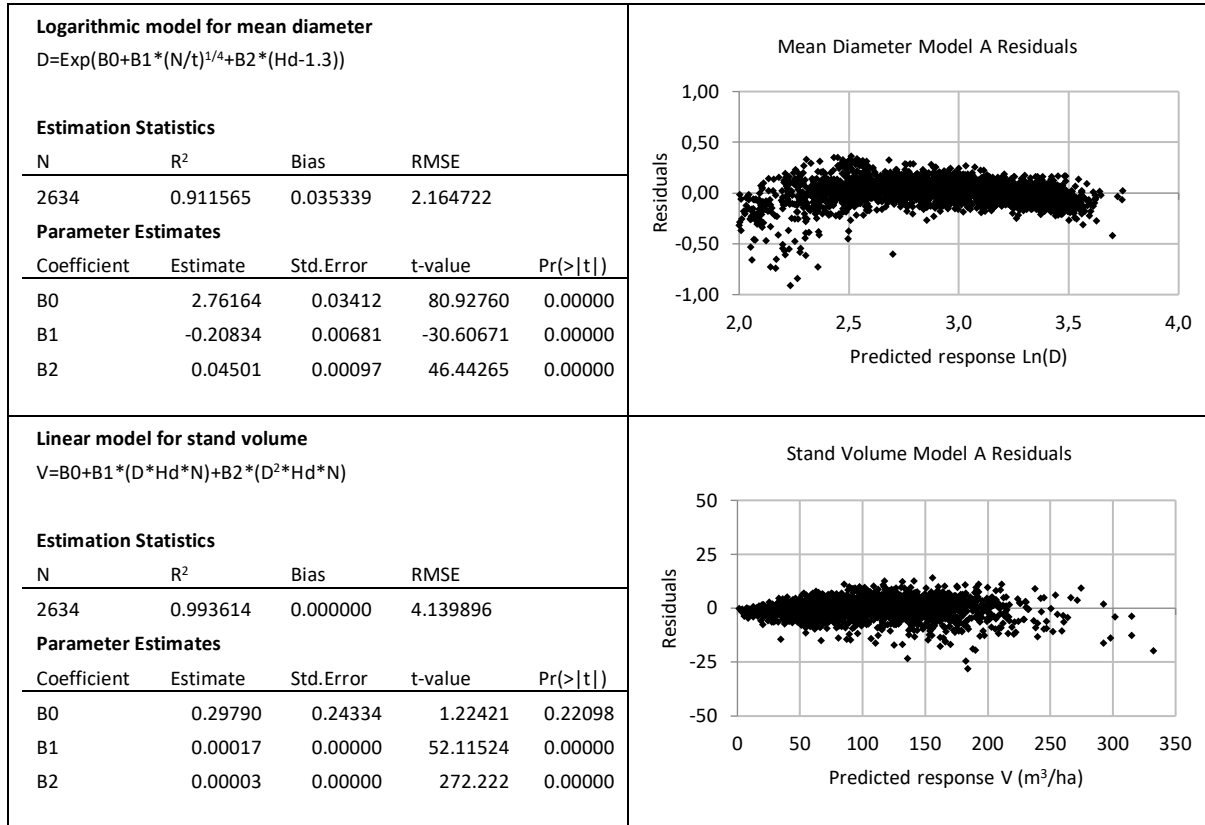 Logarithmic model for mean diameter
D=Exp(B0+B1*(N/t)1/4+B2*(Hd-1.3))
Estimation Statistics
N R2 Bias RMSE
2634 0.911565 0.035339 2.164722
Parameter Estimates
Coefficient Estimate Std.Error t-value Pr(>|t|)
B0 2.76164 0.03412 80.92760 0.00000
B1 -0.20834 0.00681 -30.60671 0.00000
B2 0.04501 0.00097 46.44265 0.00000
Mean Diameter Model A Residuals
1,00
0,50
0,00
-0,50
-1,00
Residuals
2,0 2,5 3,0 3,5 4,0
Predicted response Ln(D)
Linear model for stand volume
V=B0+B1*(D*Hd*N)+B2*(D2*Hd*N)
Estimation Statistics
N R2 Bias RMSE
2634 0.993614 0.000000 4.139896
Parameter Estimates
Coefficient Estimate Std.Error t-value Pr(>|t|)
B0 0.29790 0.24334 1.22421 0.22098
B1 0.00017 0.00000 52.11524 0.00000
B2 0.00003 0.00000 272.222 0.00000
Stand Volume Model A Residuals
50
25
0
-25
-50
Residuals
0 50 100 150 200 250 300 350
Predicted response V (m3/ha)